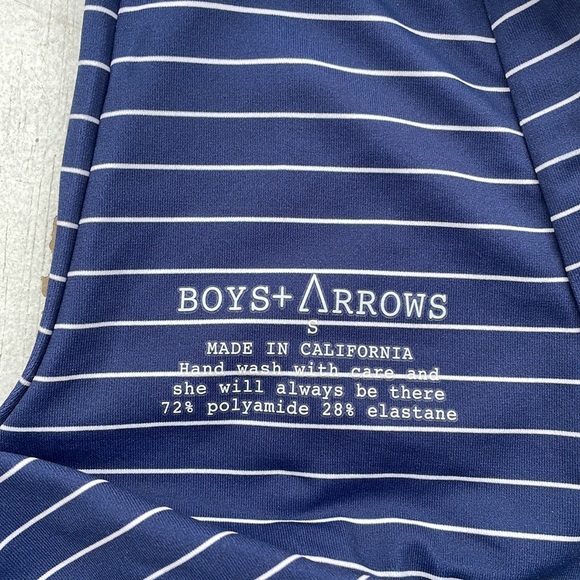 BOYS+ARROWS
S
MADE IN CALIFORNIA
Hand wash with care and
she will always be there
72% polyamide 28% elastane